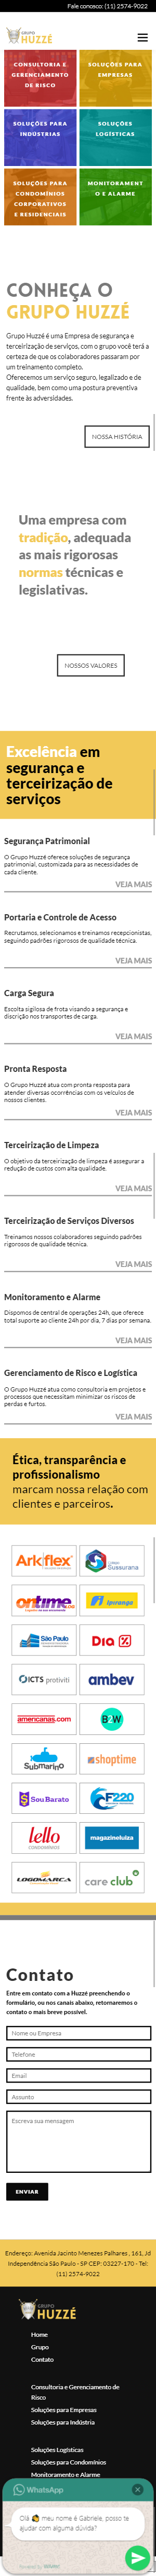 Fale conosco: (11) 2574-9022
GRUPO
HUZZÉ
CONSULTORIA E
GERENCIAMENTO
DE RISCO
SOLUÇÕES PARA
EMPRESAS
SOLUÇÕES PARA
INDÚSTRIAS
SOLUÇÕES
LOGÍSTICAS
SOLUÇÕES PARA
CONDOMÍNIOS
CORPORATIVOS
E RESIDENCIAIS
MONITORAMENT
O E ALARME
CONHEÇA O
GRUPO HUZZÉ
Grupo Huzzé é uma Empresa de segurança e
terceirização de serviços, com o grupo você terá a
certeza de que os colaboradores passaram por
um treinamento completo.
Oferecemos um serviço seguro, legalizado e de
qualidade, bem como uma postura preventiva
frente às adversidades.
NOSSA HISTÓRIA
Uma empresa com
tradição, adequada
as mais rigorosas
normas técnicas e
legislativas.
NOSSOS VALORES
Excelência em
segurança e
terceirização de
serviços
Segurança Patrimonial
O Grupo Huzzé oferece soluções de segurança
patrimonial, customizada para as necessidades de
cada cliente.
VEJA MAIS
Portaria e Controle de Acesso
Recrutamos, selecionamos e treinamos recepcionistas,
seguindo padrões rigorosos de qualidade técnica.
VEJA MAIS
Carga Segura
Escolta sigilosa de frota visando a segurança e
discrição nos transportes de carga.
VEJA MAIS
Pronta Resposta
O Grupo Huzzé atua com pronta resposta para
atender diversas ocorrências com os veículos de
nossos clientes.
VEJA MAIS
Terceirização de Limpeza
O objetivo da terceirização de limpeza é assegurar a
redução de custos com alta qualidade.
VEJA MAIS
Terceirização de Serviços Diversos
Treinamos nossos colaboradores seguindo padrões
rigorosos de qualidade técnica.
VEJA MAIS
Monitoramento e Alarme
Dispomos de central de operações 24h, que oferece
total suporte ao cliente 24h por dia, 7 dias por semana.
VEJA MAIS
Gerenciamento de Risco e Logística
O Grupo Huzzé atua como consultoria em projetos e
processos que necessitam minimizar os riscos de
perdas e furtos.
VEJA MAIS
Ética, transparência e
profissionalismo
marcam nossa relação com
clientes e parceiros.
Arkiflex
Suassurana
ontime
Ipiranga
São Paulo
DIA %
ICTS protiviti
ambev
americanas.com
B2W
Submarino
shoptime
Sou Barato
F220
lello
CONDOMÍNIOS
magazineluiza
LOGOMARCA
care club
Contato
Entre em contato com a Huzzé preenchendo o
formulário, ou nos canais abaixo, retornaremos o
contato o mais breve possível.
Nome ou Empresa
Telefone
Email
Assunto
Escreva sua mensagem
ENVIAR
Endereço: Avenida Jacinto Menezes Palhares , 161, Jd
Independência São Paulo - SP CEP: 03227-170 - Tel:
(11) 2574-9022
GRUPO
HUZZÉ
Home
Grupo
Contato
Consultoria e Gerenciamento de
Risco
Soluções para Empresas
Soluções para Indústria
Soluções Logísticas
Soluções para Condomínios
Monitoramento e Alarme
WhatsApp
Olá 🙋 meu nome é Gabriele, posso te
ajudar com alguma dúvida?